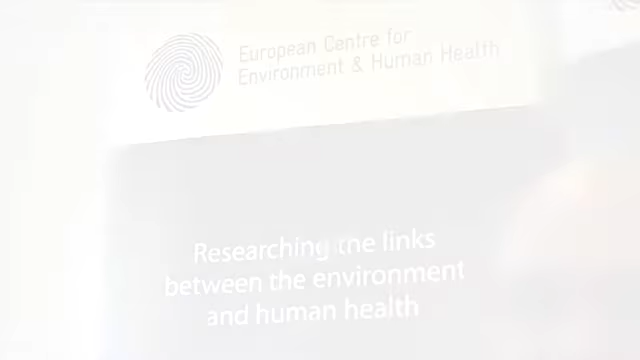 European Centre for
Environment & Human Health
Researching the links
between the environment
and human health